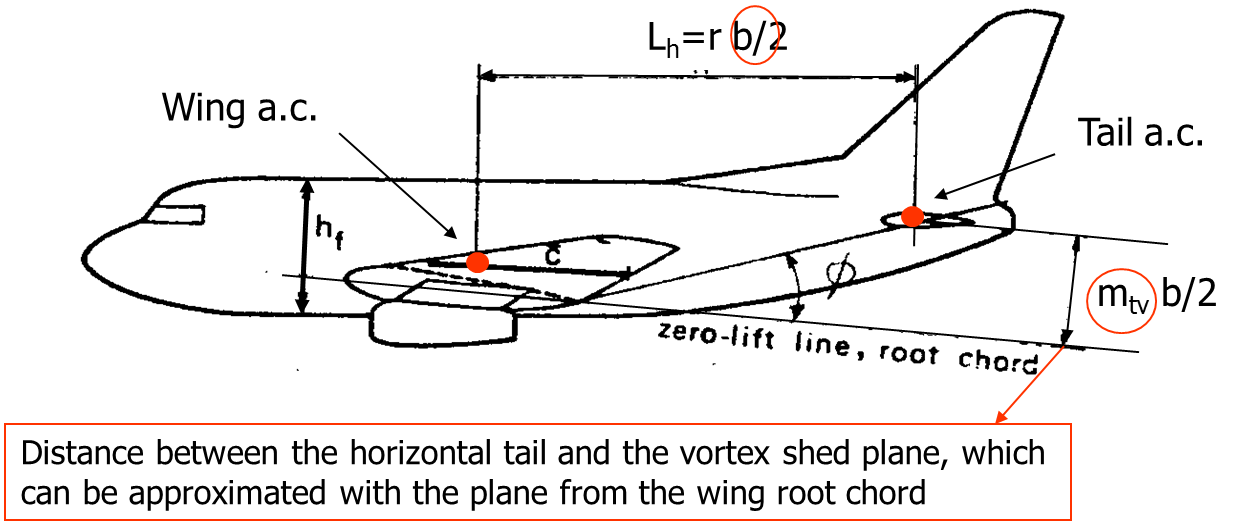 Lh=r b/2
Wing a.c.
Tail a.c.
hf
c̄
ϕ
mtv b/2
zero-lift line, root chord
Distance between the horizontal tail and the vortex shed plane, which
can be approximated with the plane from the wing root chord